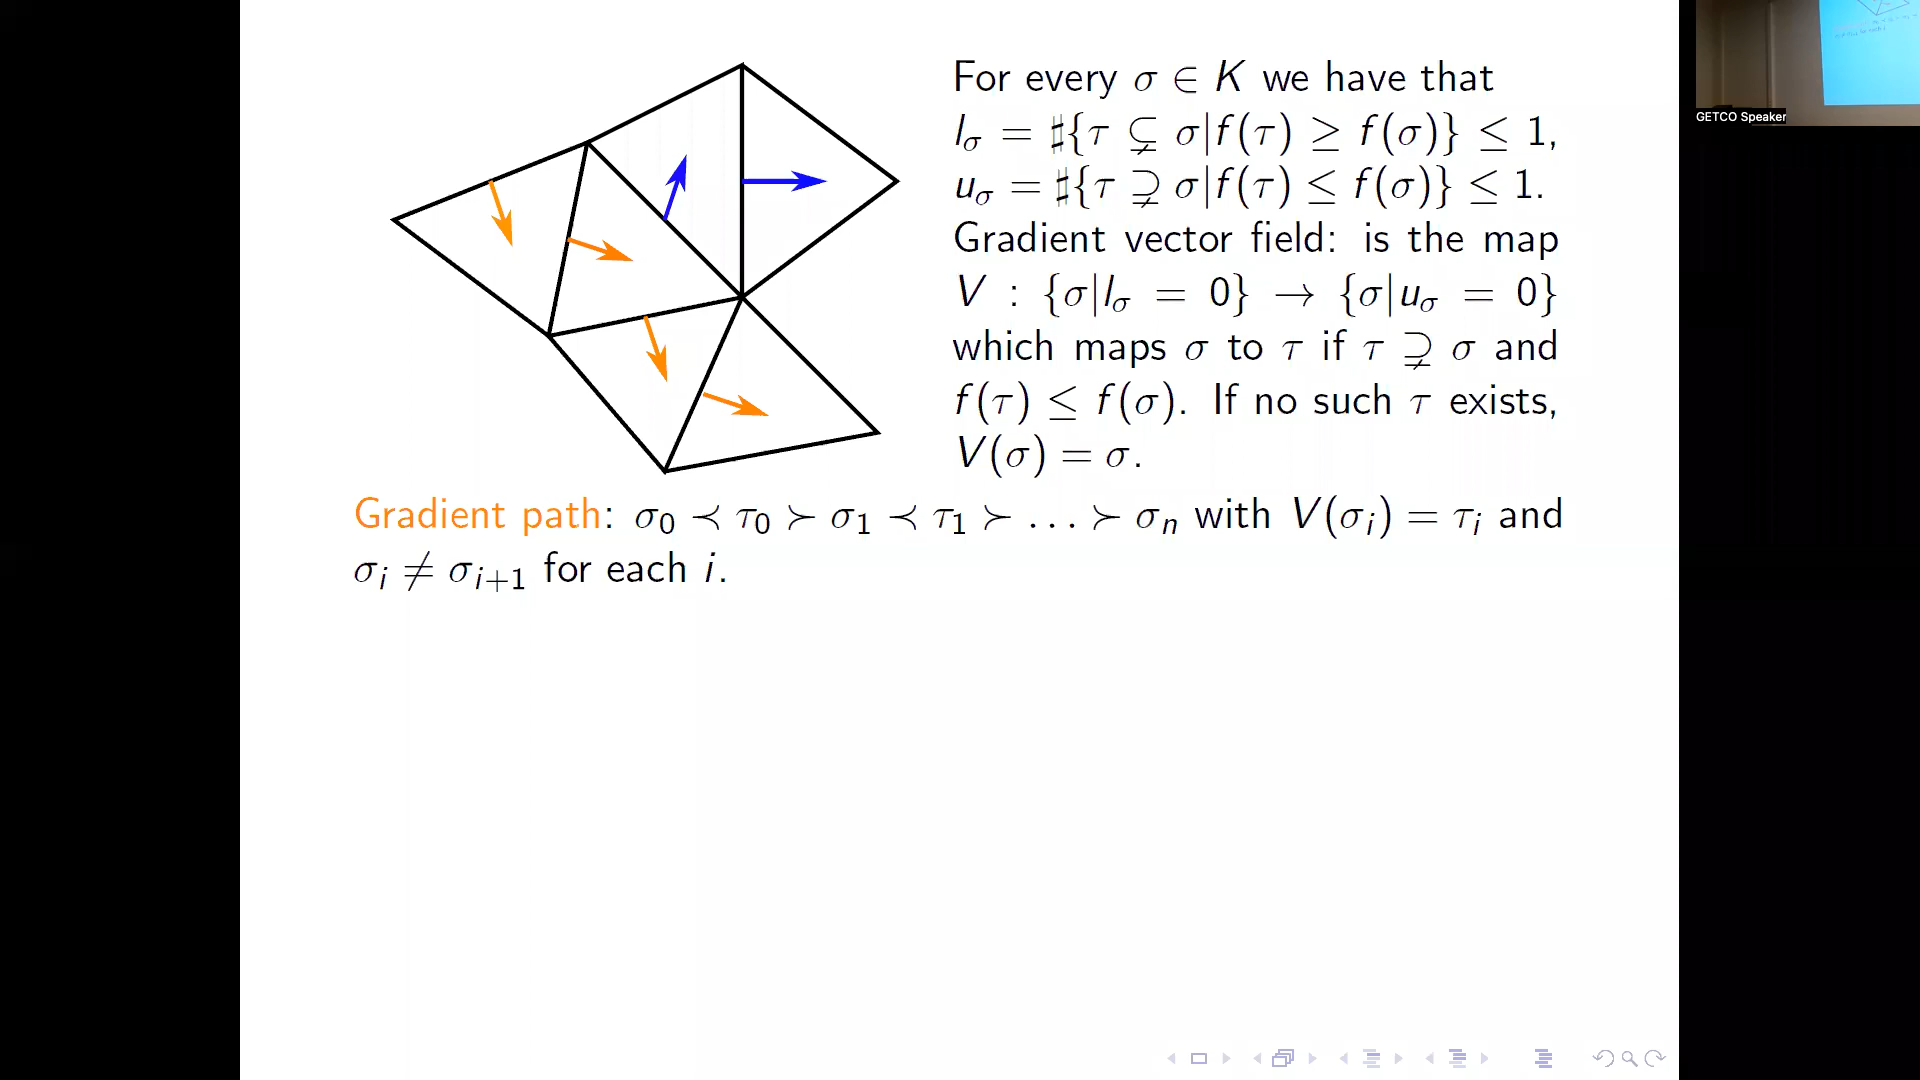 For every σ ∈ K we have that
l_σ = ♯{τ ⊊ σ|f(τ) ≥ f(σ)} ≤ 1,
u_σ = ♯{τ ⊋ σ|f(τ) ≤ f(σ)} ≤ 1.
Gradient vector field: is the map
V : {σ|l_σ = 0} → {σ|u_σ = 0}
which maps σ to τ if τ ⊋ σ and
f(τ) ≤ f(σ). If no such τ exists,
V(σ) = σ.
Gradient path: σ_0 ≺ τ_0 ≻ σ_1 ≺ τ_1 ≻ … ≻ σ_n with V(σ_i) = τ_i and
σ_i ≠ σ_{i+1} for each i.
GETCO Speaker